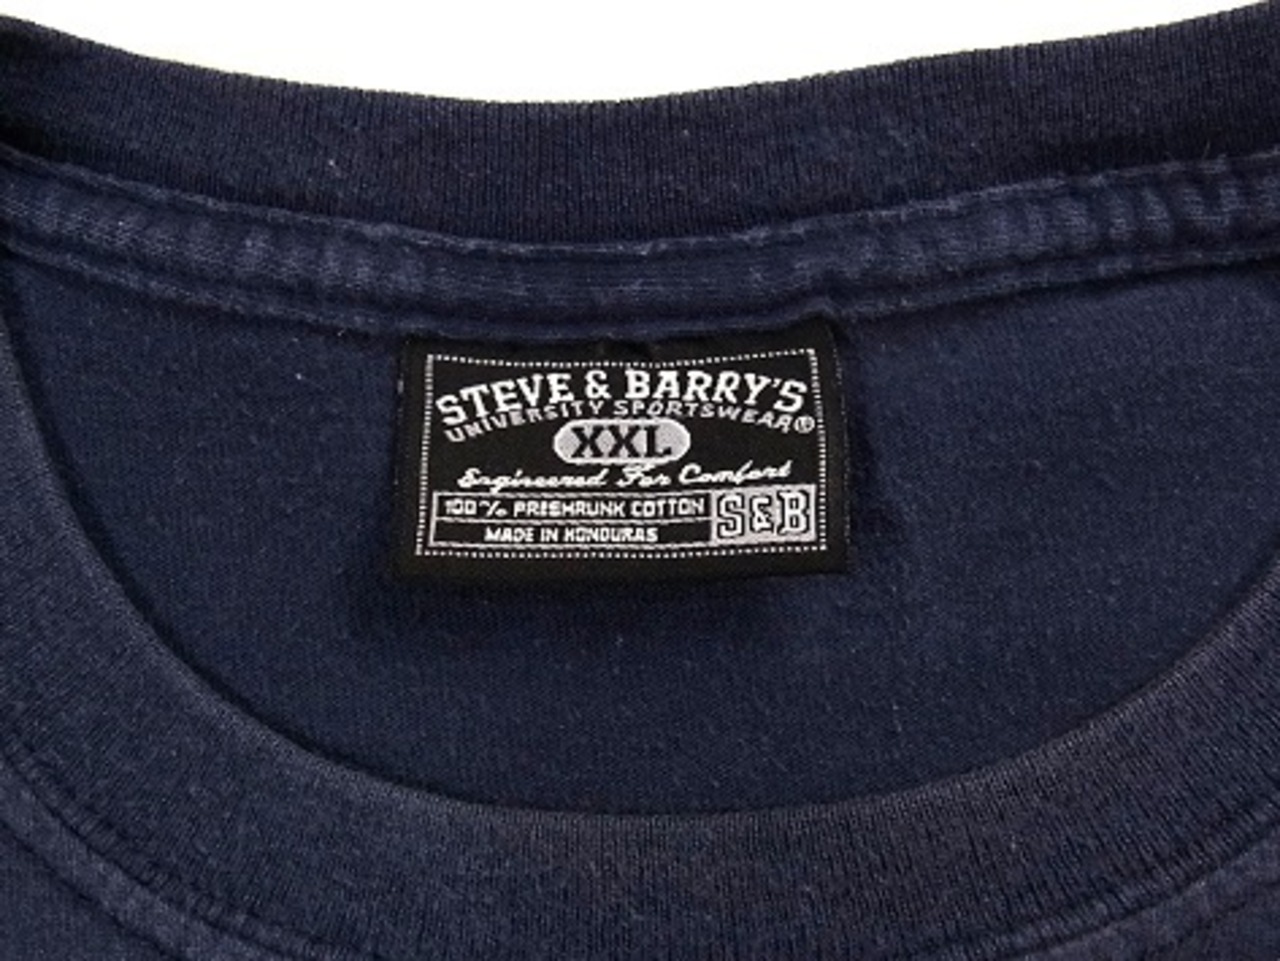 STEVE & BARRY'S
UNIVERSITY SPORTSWEAR®
XXL
Engineered For Comfort
100% PRESHRUNK COTTON
MADE IN HONDURAS
S&B